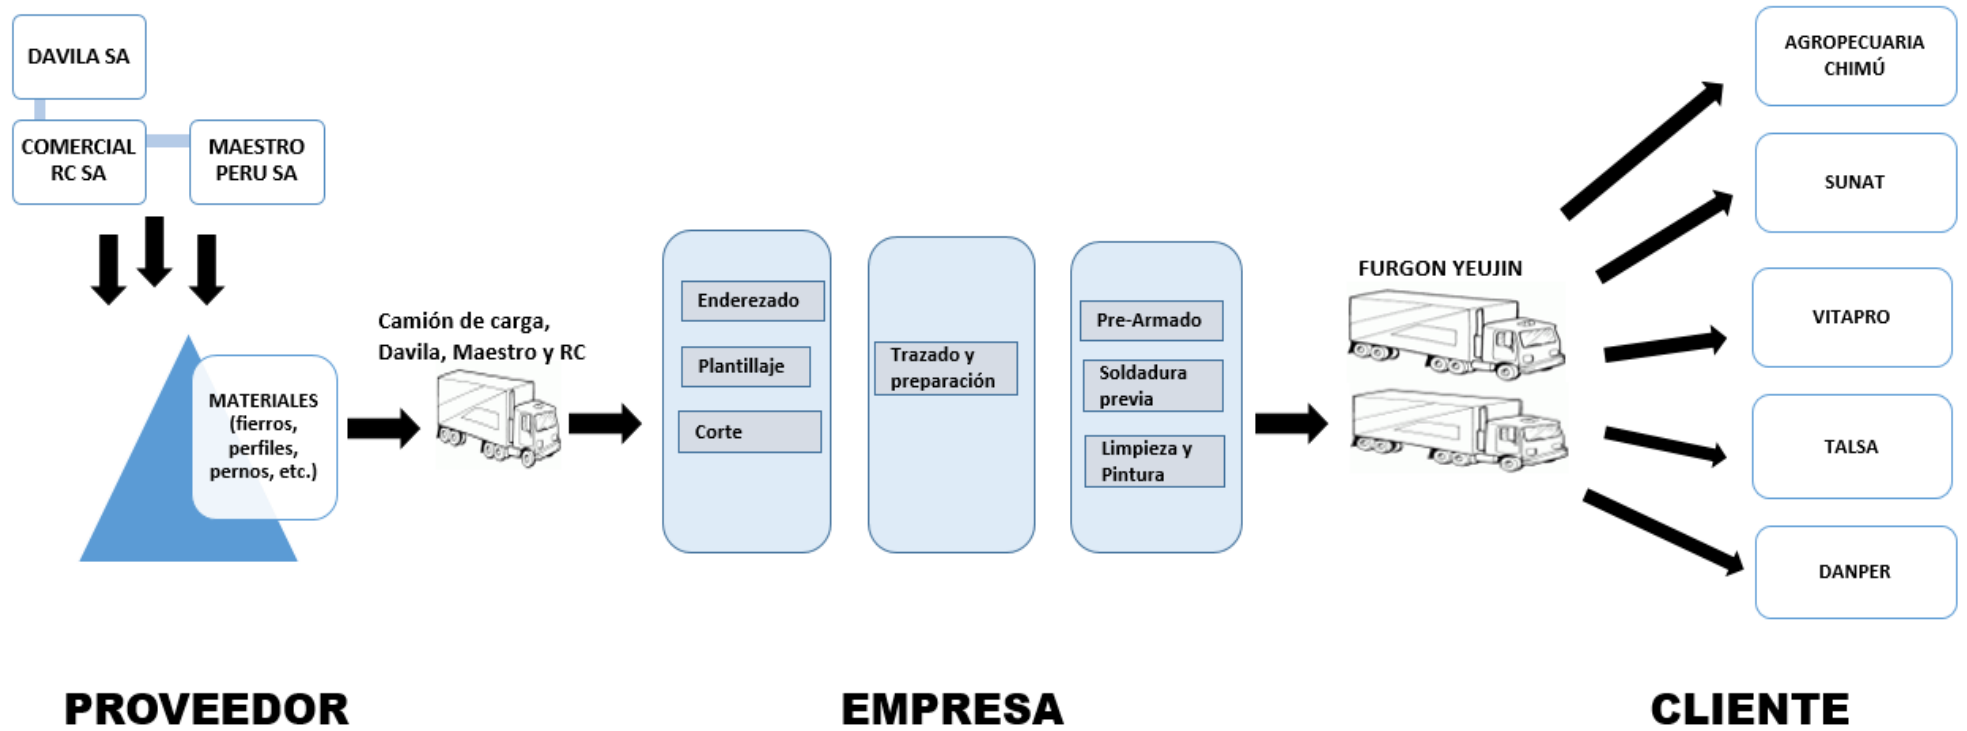 DAVILA SA
COMERCIAL
RC SA
MAESTRO
PERU SA
MATERIALES
(fierros,
perfiles,
pernos, etc.)
Camión de carga,
Davila, Maestro y RC
Enderezado
Plantillaje
Corte
Trazado y
preparación
Pre-Armado
Soldadura
previa
Limpieza y
Pintura
FURGON YEUJIN
AGROPECUARIA
CHIMÚ
SUNAT
VITAPRO
TALSA
DANPER
PROVEEDOR
EMPRESA
CLIENTE